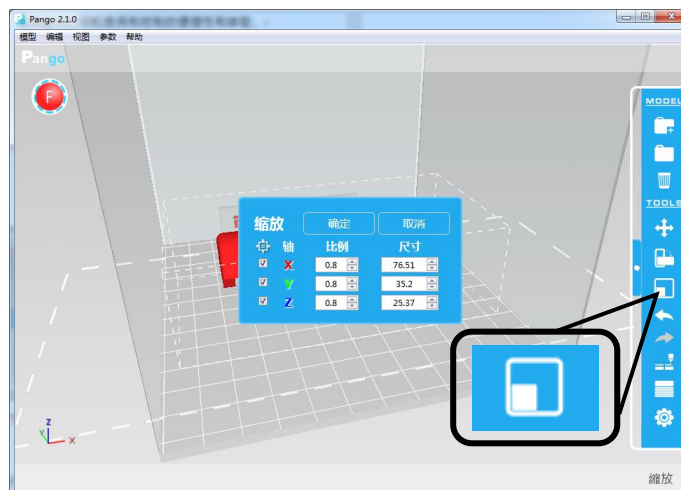 Pango 2.1.0
模型 编辑 视图 参数 帮助
Pango
F
MODEL
TOOLS
缩放 确定 取消
轴 比例 尺寸
X 0.8 76.51
Y 0.8 35.2
Z 0.8 25.37
Z
Y X
缩放